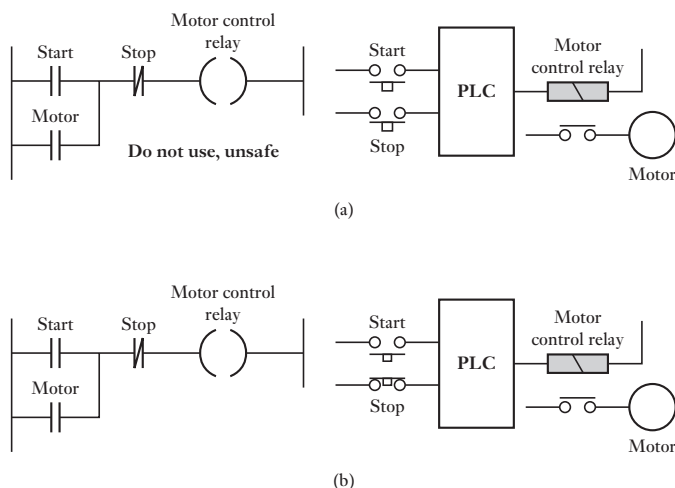 Motor control
relay
Start
Stop
Motor
Do not use, unsafe
Start
Stop
PLC
Motor
control relay
Motor
(a)
Motor control
relay
Start
Stop
Motor
Start
Stop
PLC
Motor
control relay
Motor
(b)